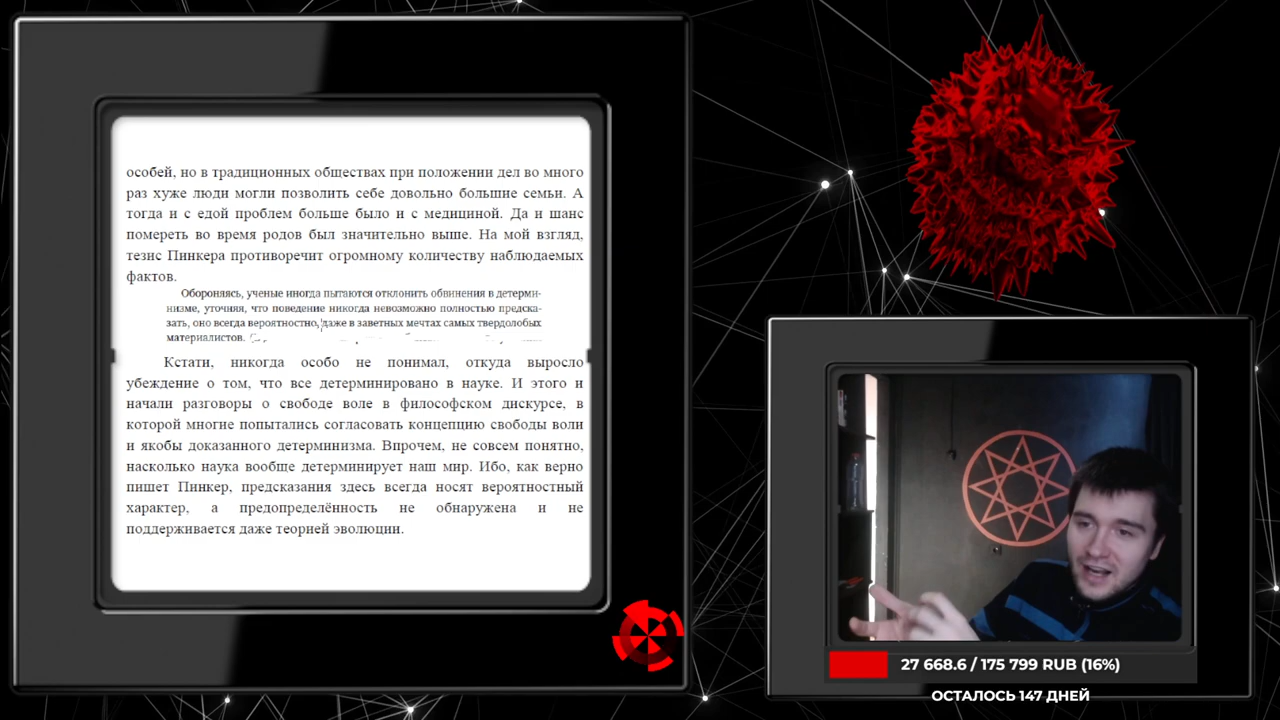 особей, но в традиционных обществах при положении дел во много
раз хуже люди могли позволить себе довольно большие семьи. А
тогда и с едой проблем больше было и с медициной. Да и шанс
помереть во время родов был значительно выше. На мой взгляд,
тезис Пинкера противоречит огромному количеству наблюдаемых
фактов.
Обороняясь, ученые иногда пытаются отклонить обвинения в детерми-
низме, уточняя, что поведение никогда невозможно полностью предска-
зать, оно всегда вероятностно, даже в заветных мечтах самых твердолобых
материалистов.
Кстати, никогда особо не понимал, откуда выросло
убеждение о том, что все детерминировано в науке. И этого и
начали разговоры о свободе воле в философском дискурсе, в
которой многие попытались согласовать концепцию свободы воли
и якобы доказанного детерминизма. Впрочем, не совсем понятно,
насколько наука вообще детерминирует наш мир. Ибо, как верно
пишет Пинкер, предсказания здесь всегда носят вероятностный
характер, а предопределённость не обнаружена и не
поддерживается даже теорией эволюции.
27 668.6 / 175 799 RUB (16%)
ОСТАЛОСЬ 147 ДНЕЙ